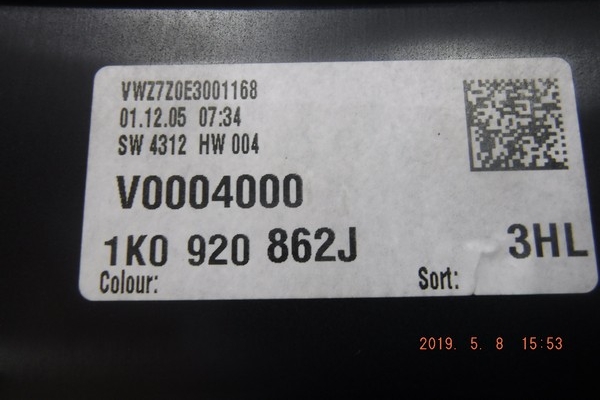 VWZ7Z0E3001168
01.12.05 07:34
SW 4312 HW 004
V0004000
1K0 920 862J 3HL
Colour: Sort:
2019. 5. 8 15:53